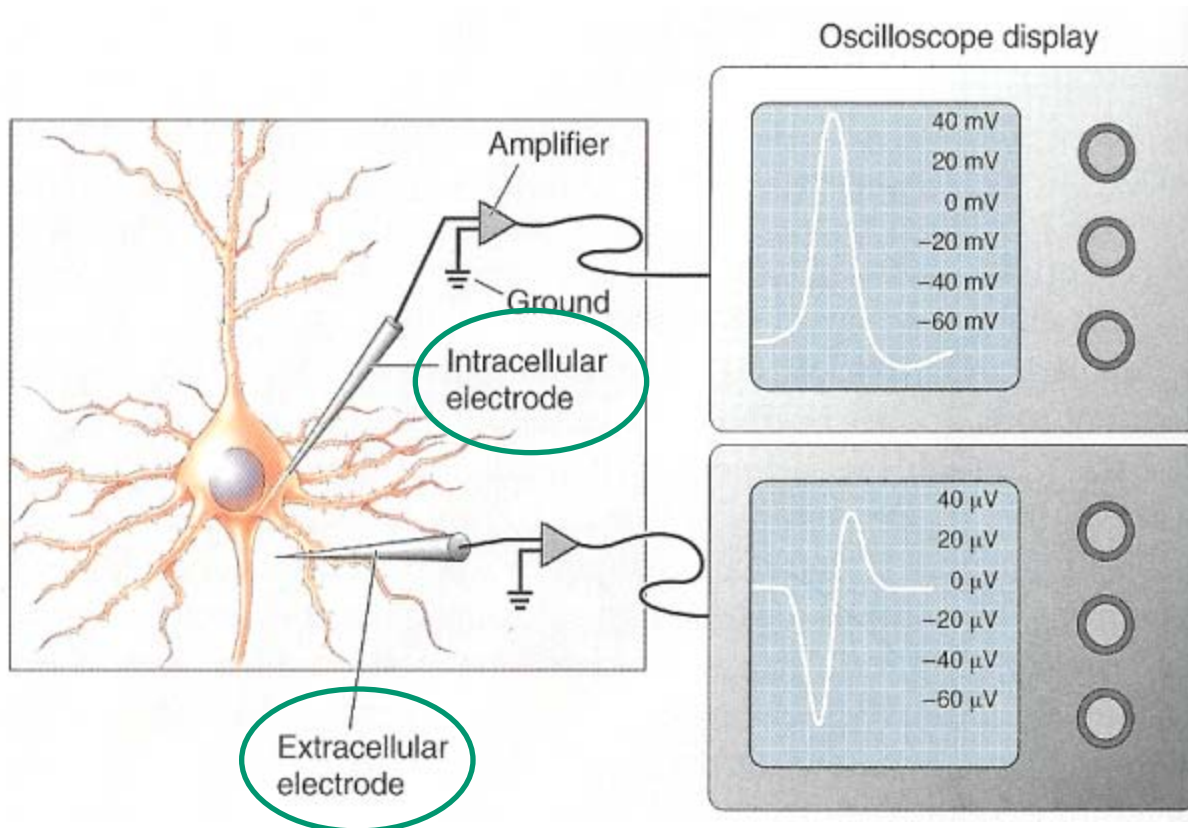 Oscilloscope display
Amplifier
Ground
Intracellular
electrode
40 mV
20 mV
0 mV
−20 mV
−40 mV
−60 mV
Extracellular
electrode
40 μV
20 μV
0 μV
−20 μV
−40 μV
−60 μV